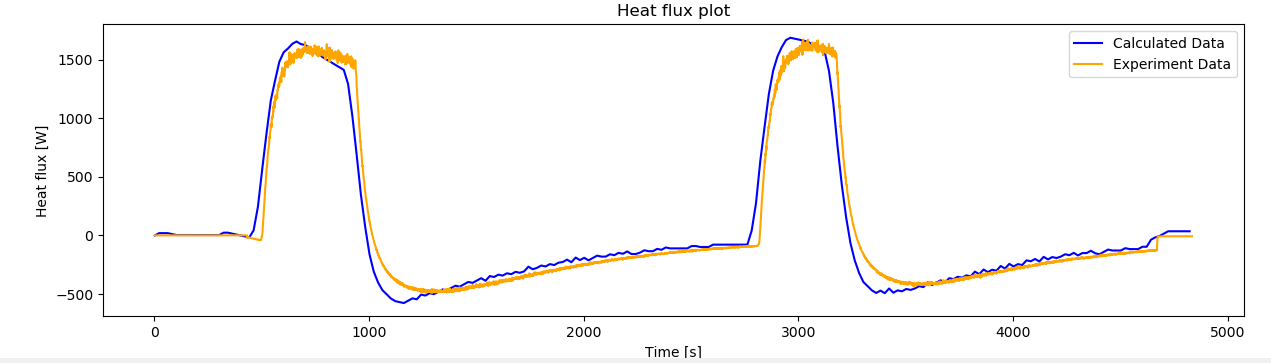 Heat flux plot
Calculated Data
Experiment Data
Heat flux [W]
1500
1000
500
0
−500
0 1000 2000 3000 4000 5000
Time [s]